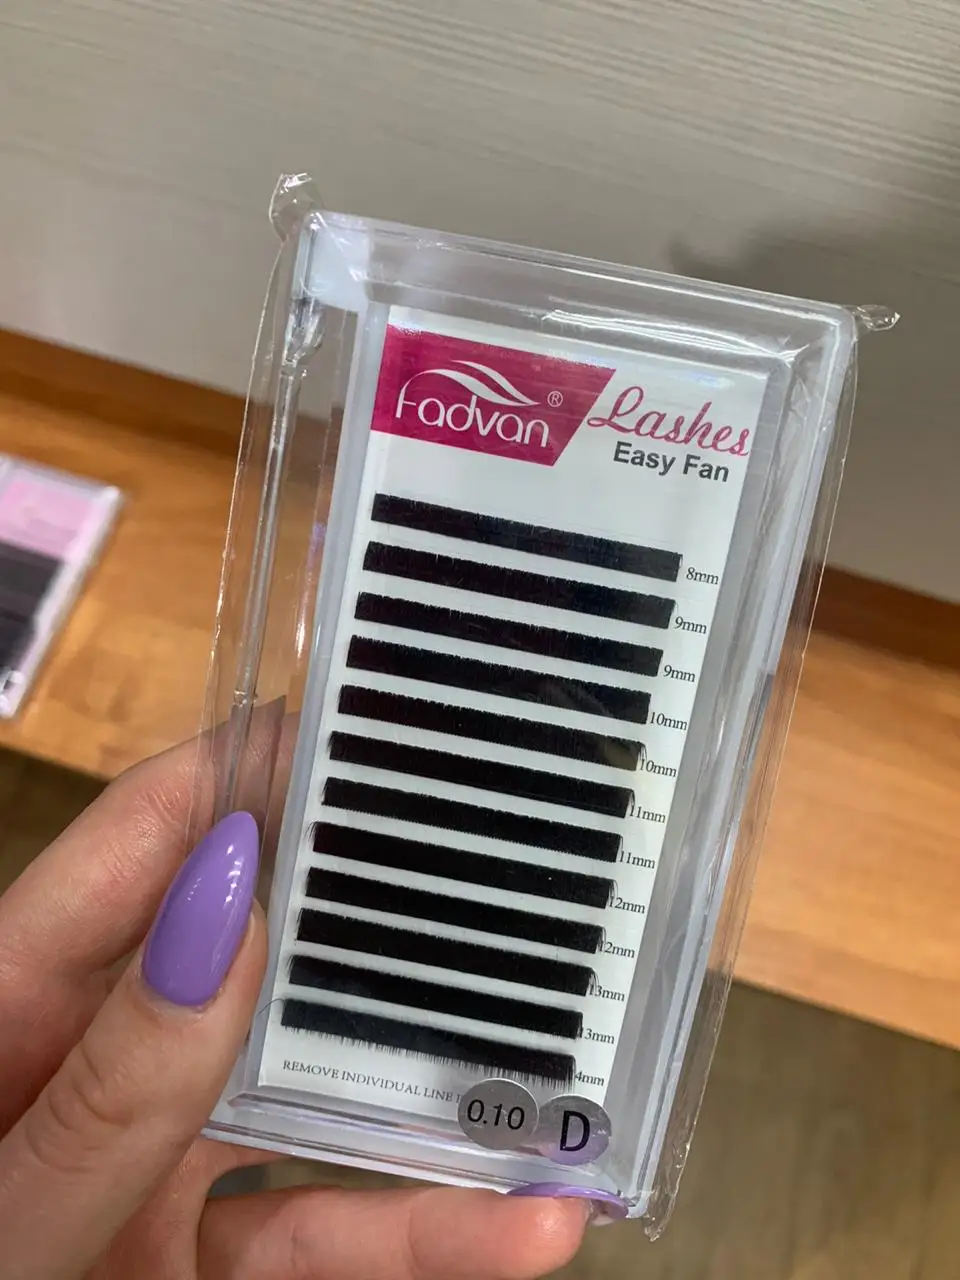 Fadvan®
Lashes
Easy Fan
8mm
9mm
9mm
10mm
10mm
11mm
11mm
12mm
12mm
13mm
13mm
4mm
REMOVE INDIVIDUAL LINE
0.10
D